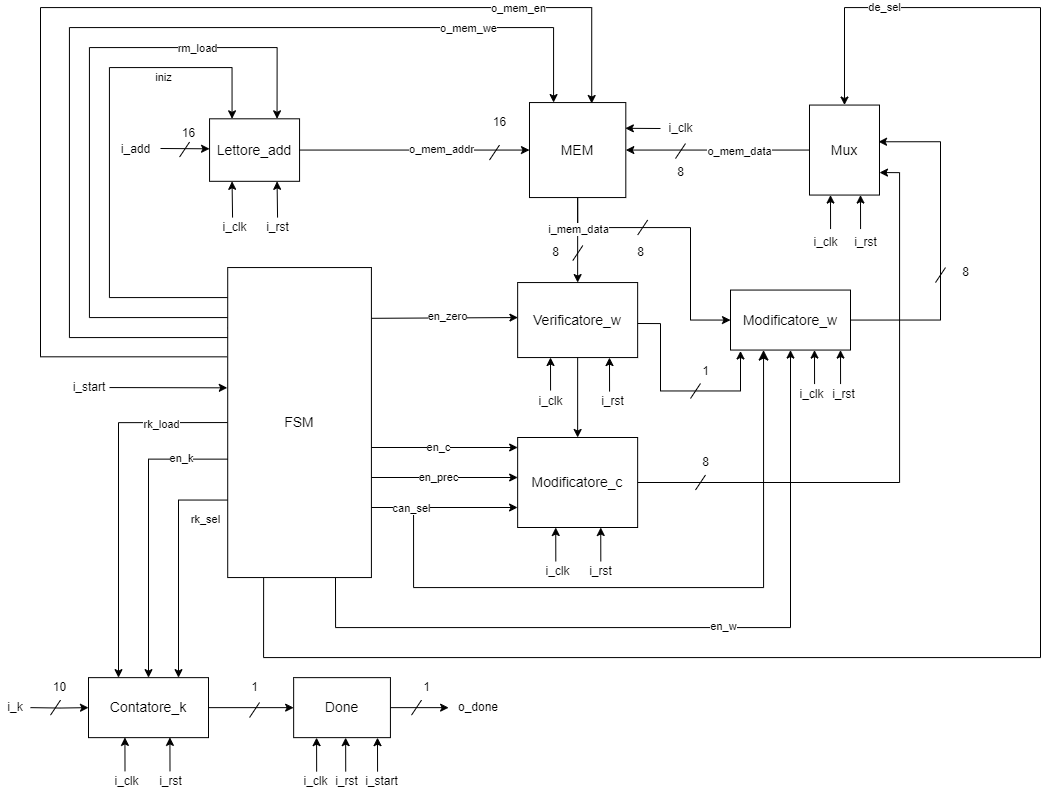 o_mem_en
de_sel
o_mem_we
rm_load
iniz
i_add
16
Lettore_add
o_mem_addr
16
MEM
i_clk
o_mem_data
8
Mux
i_clk
i_rst
i_clk
i_rst
i_mem_data
8
8
8
en_zero
Verificatore_w
Modificatore_w
i_clk
i_rst
1
i_clk
i_rst
i_start
FSM
rk_load
en_k
rk_sel
en_c
en_prec
can_sel
Modificatore_c
8
i_clk
i_rst
en_w
i_k
10
Contatore_k
1
Done
1
o_done
i_clk
i_rst
i_clk
i_rst
i_start